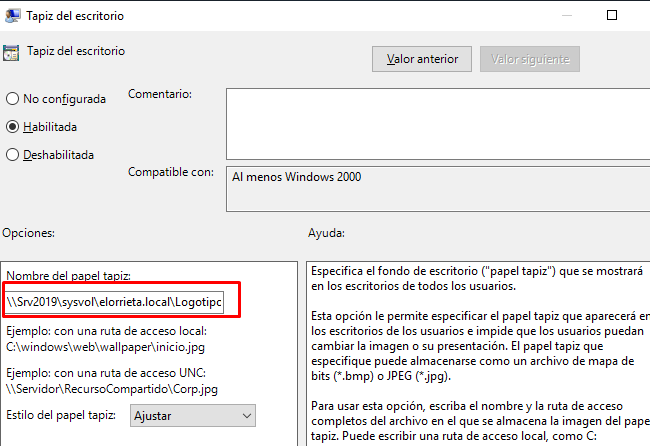 Tapiz del escritorio
Tapiz del escritorio
Valor anterior
Valor siguiente
No configurada
Comentario:
Habilitada
Deshabilitada
Compatible con:
Al menos Windows 2000
Opciones:
Ayuda:
Nombre del papel tapiz:
\\Srv2019\sysvol\elorrieta.local\Logotipc
Ejemplo: con una ruta de acceso local:
C:\windows\web\wallpaper\inicio.jpg
Ejemplo: con una ruta de acceso UNC:
\\Servidor\RecursoCompartido\Corp.jpg
Estilo del papel tapiz:
Ajustar
Especifica el fondo de escritorio ("papel tapiz") que se mostrará
en los escritorios de todos los usuarios.
Esta opción le permite especificar el papel tapiz que aparecerá en
los escritorios de los usuarios e impide que los usuarios puedan
cambiar la imagen o su presentación. El papel tapiz que
especifique puede almacenarse como un archivo de mapa de
bits (*.bmp) o JPEG (*.jpg).
Para usar esta opción, escriba el nombre y la ruta de acceso
completos del archivo en el que se almacena la imagen del papel
tapiz. Puede escribir una ruta de acceso local, como C: